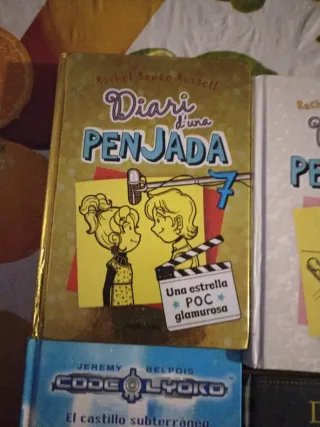 Rachel Renée Russell
Diari
d'una
PENJADA
7
Una estrella
POC
glamurosa
JEREMY BELPOIS
CODE LYOKO
El castillo subterráneo